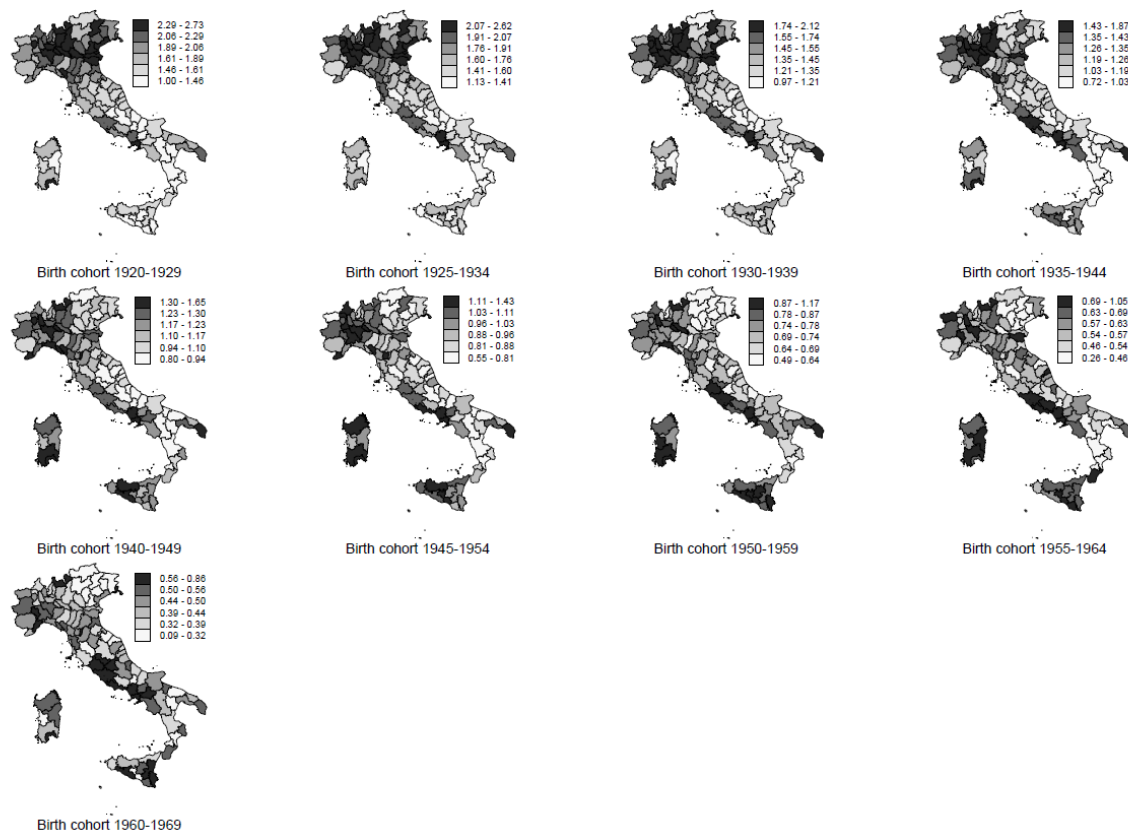 2.29 - 2.73
2.06 - 2.29
1.89 - 2.06
1.61 - 1.89
1.46 - 1.61
1.00 - 1.46
Birth cohort 1920-1929
2.07 - 2.62
1.91 - 2.07
1.76 - 1.91
1.60 - 1.76
1.41 - 1.60
1.13 - 1.41
Birth cohort 1925-1934
1.74 - 2.12
1.55 - 1.74
1.45 - 1.55
1.35 - 1.45
1.21 - 1.35
0.97 - 1.21
Birth cohort 1930-1939
1.43 - 1.87
1.35 - 1.43
1.26 - 1.35
1.19 - 1.26
1.03 - 1.19
0.72 - 1.03
Birth cohort 1935-1944
1.30 - 1.65
1.23 - 1.30
1.17 - 1.23
1.10 - 1.17
0.94 - 1.10
0.80 - 0.94
Birth cohort 1940-1949
1.11 - 1.43
1.03 - 1.11
0.96 - 1.03
0.88 - 0.96
0.81 - 0.88
0.55 - 0.81
Birth cohort 1945-1954
0.87 - 1.17
0.78 - 0.87
0.74 - 0.78
0.69 - 0.74
0.64 - 0.69
0.49 - 0.64
Birth cohort 1950-1959
0.69 - 1.05
0.63 - 0.69
0.57 - 0.63
0.54 - 0.57
0.46 - 0.54
0.26 - 0.46
Birth cohort 1955-1964
0.56 - 0.86
0.50 - 0.56
0.44 - 0.50
0.39 - 0.44
0.32 - 0.39
0.09 - 0.32
Birth cohort 1960-1969